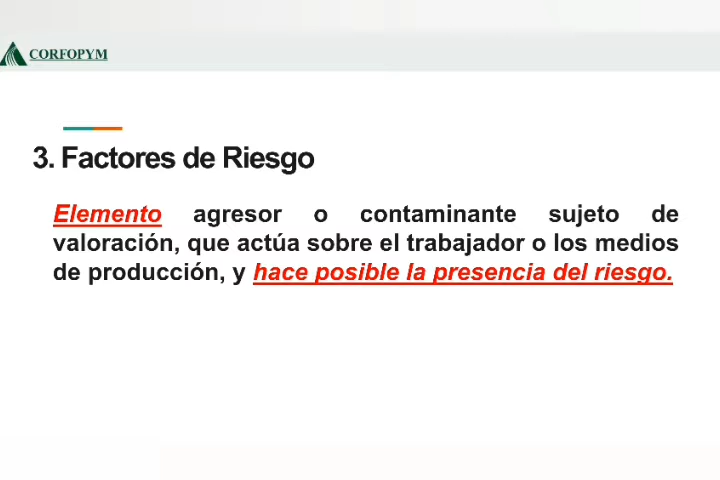 CORFOPYM
3. Factores de Riesgo
Elemento agresor o contaminante sujeto de
valoración, que actúa sobre el trabajador o los medios
de producción, y hace posible la presencia del riesgo.